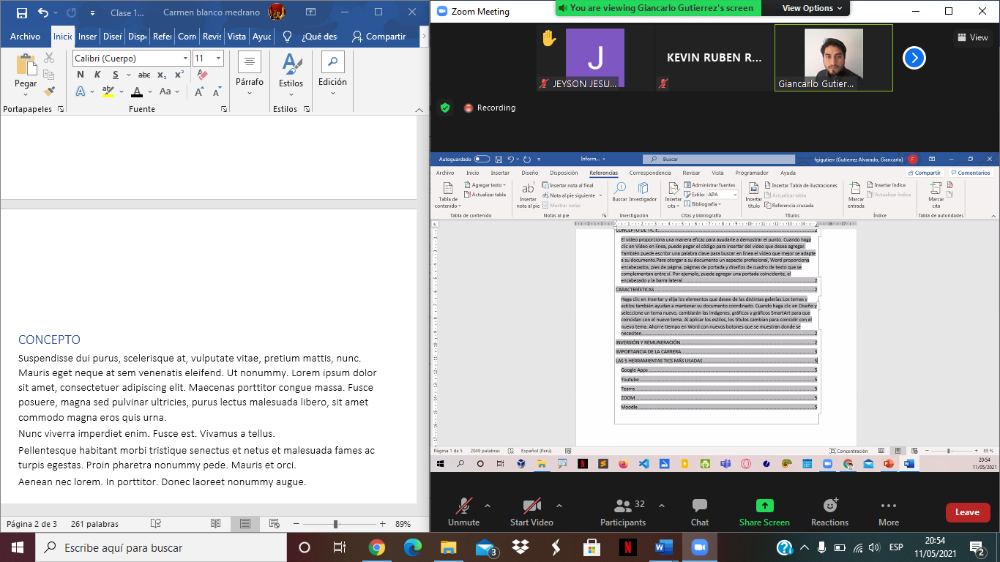 Clase 1...
Carmen blanco medrano
Archivo Inicio Inser Diseñ Dispo Refer Corre Revis Vista Ayuc ¿Qué des Compartir
Calibri (Cuerpo) 11
N K S abc x₂ x²
A ab A Aa A A
Pegar Párrafo Estilos Edición
Portapapeles Fuente Estilos
CONCEPTO
Suspendisse dui purus, scelerisque at, vulputate vitae, pretium mattis, nunc.
Mauris eget neque at sem venenatis eleifend. Ut nonummy. Lorem ipsum dolor
sit amet, consectetuer adipiscing elit. Maecenas porttitor congue massa. Fusce
posuere, magna sed pulvinar ultricies, purus lectus malesuada libero, sit amet
commodo magna eros quis urna.
Nunc viverra imperdiet enim. Fusce est. Vivamus a tellus.
Pellentesque habitant morbi tristique senectus et netus et malesuada fames ac
turpis egestas. Proin pharetra nonummy pede. Mauris et orci.
Aenean nec lorem. In porttitor. Donec laoreet nonummy augue.
Página 2 de 3 261 palabras 89%
Zoom Meeting
You are viewing Giancarlo Gutierrez's screen View Options
View
J
KEVIN RUBEN R...
JEYSON JESU... Giancarlo Gutier...
Recording
Autoguardado Inform... Buscar fgigutierr (Gutierrez Alvarado, Giancarlo) F
Archivo Inicio Insertar Diseño Disposición Referencias Correspondencia Revisar Vista Programador Ayuda Compartir Comentarios
Tabla de contenido
Agregar texto
Actualizar tabla
Insertar nota al pie
Insertar nota al final
Nota al pie siguiente
Mostrar notas
Buscar Investigador
Insertar cita
Administrar fuentes
Estilo: APA
Bibliografía
Insertar título
Insertar Tabla de ilustraciones
Actualizar tabla
Referencia cruzada
Marcar entrada
Insertar índice
Actualizar índice
Marcar cita
Tabla de contenido Notas al pie Investigación Citas y bibliografía Títulos Índice Tabla de autoridades
CONCEPTO DE TIC's 2
El vídeo proporciona una manera eficaz para ayudarle a demostrar el punto. Cuando haga
clic en Vídeo en línea, puede pegar el código para insertar del vídeo que desea agregar.
También puede escribir una palabra clave para buscar en línea el vídeo que mejor se adapte
a su documento.Para otorgar a su documento un aspecto profesional, Word proporciona
encabezados, pies de página, páginas de portada y diseños de cuadro de texto que se
complementan entre sí. Por ejemplo, puede agregar una portada coincidente, el
encabezado y la barra lateral. 2
CARACTERÍSTICAS 2
Haga clic en Insertar y elija los elementos que desee de las distintas galerías.Los temas y
estilos también ayudan a mantener su documento coordinado. Cuando haga clic en Diseño y
seleccione un tema nuevo, cambiarán las imágenes, gráficos y gráficos SmartArt para que
coincidan con el nuevo tema. Al aplicar los estilos, los títulos cambian para coincidir con el
nuevo tema. Ahorre tiempo en Word con nuevos botones que se muestran donde se
necesiten. 2
INVERSIÓN Y REMUNERACIÓN 2
IMPORTANCIA DE LA CARRERA 3
LAS 5 HERRAMIENTAS TICS MÁS USADAS 5
Google Apps 5
Youtube 5
Teams 5
ZOOM 5
Moodle 5
Página 1 de 5 2049 palabras Español (Perú) Concentración 85 %
20:54
11/05/2021
Unmute Start Video Participants 32 Chat Share Screen Reactions More Leave
Escribe aquí para buscar 3 ESP 20:54
11/05/2021 2